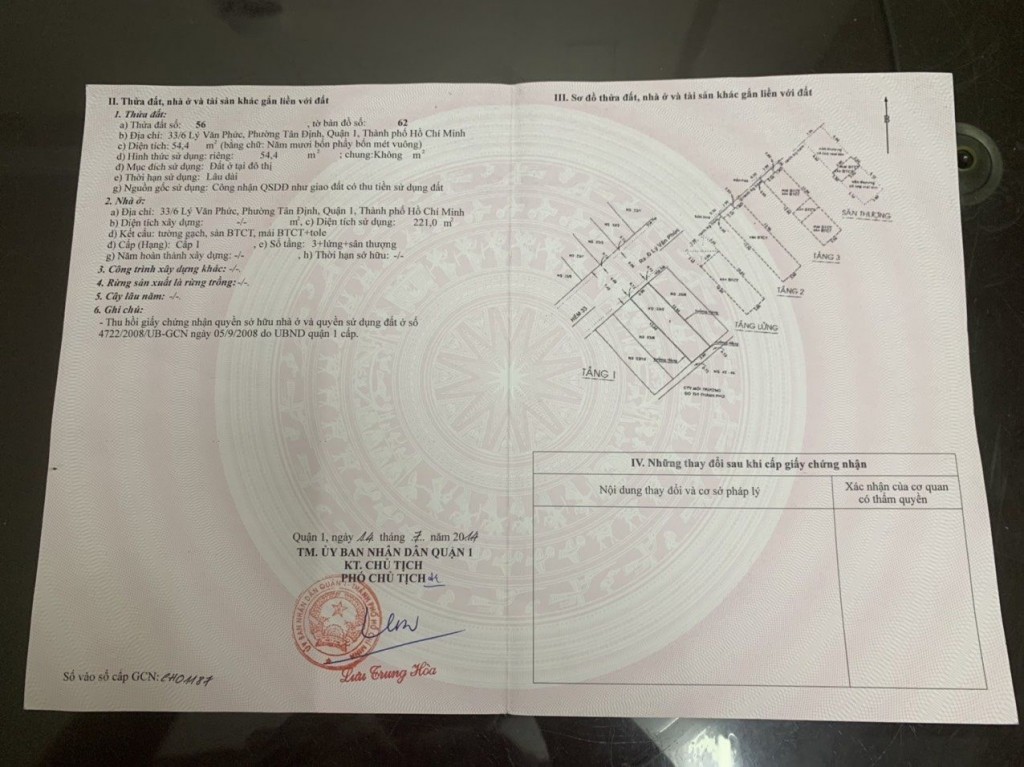 II. Thửa đất, nhà ở và tài sản khác gắn liền với đất
1. Thửa đất:
a) Thửa đất số: 56 , tờ bản đồ số: 62
b) Địa chỉ: 33/6 Lý Văn Phức, Phường Tân Định, Quận 1, Thành phố Hồ Chí Minh
c) Diện tích: 54,4 m² (bằng chữ: Năm mươi bốn phẩy bốn mét vuông)
d) Hình thức sử dụng: riêng: 54,4 m² ; chung:Không m²
đ) Mục đích sử dụng: Đất ở tại đô thị
e) Thời hạn sử dụng: Lâu dài
g) Nguồn gốc sử dụng: Công nhận QSDĐ như giao đất có thu tiền sử dụng đất
2. Nhà ở:
a) Địa chỉ: 33/6 Lý Văn Phức, Phường Tân Định, Quận 1, Thành phố Hồ Chí Minh
b) Diện tích xây dựng: -/- m², c) Diện tích sử dụng: 221,0 m²
d) Kết cấu: tường gạch, sàn BTCT, mái BTCT+tole
đ) Cấp (Hạng): Cấp 1 , e) Số tầng: 3+lửng+sân thượng
g) Năm hoàn thành xây dựng: -/- , h) Thời hạn sở hữu: -/-
3. Công trình xây dựng khác: -/-.
4. Rừng sản xuất là rừng trồng:-/-.
5. Cây lâu năm: -/-.
6. Ghi chú:
- Thu hồi giấy chứng nhận quyền sở hữu nhà ở và quyền sử dụng đất ở số
4722/2008/UB-GCN ngày 05/9/2008 do UBND quận 1 cấp.
Quận 1, ngày 14 tháng 7 năm 2014
TM. ỦY BAN NHÂN DÂN QUẬN 1
KT. CHỦ TỊCH
PHÓ CHỦ TỊCH
Lưu Trung Hòa
Số vào sổ cấp GCN: CH01187
III. Sơ đồ thửa đất, nhà ở và tài sản khác gắn liền với đất
B
SÂN THƯỢNG
TẦNG 3
TẦNG 2
TẦNG LỬNG
TẦNG 1
HẺM 33
CTY MÔI TRƯỜNG
ĐÔ THỊ THÀNH PHỐ
IV. Những thay đổi sau khi cấp giấy chứng nhận
Nội dung thay đổi và cơ sở pháp lý
Xác nhận của cơ quan
có thẩm quyền